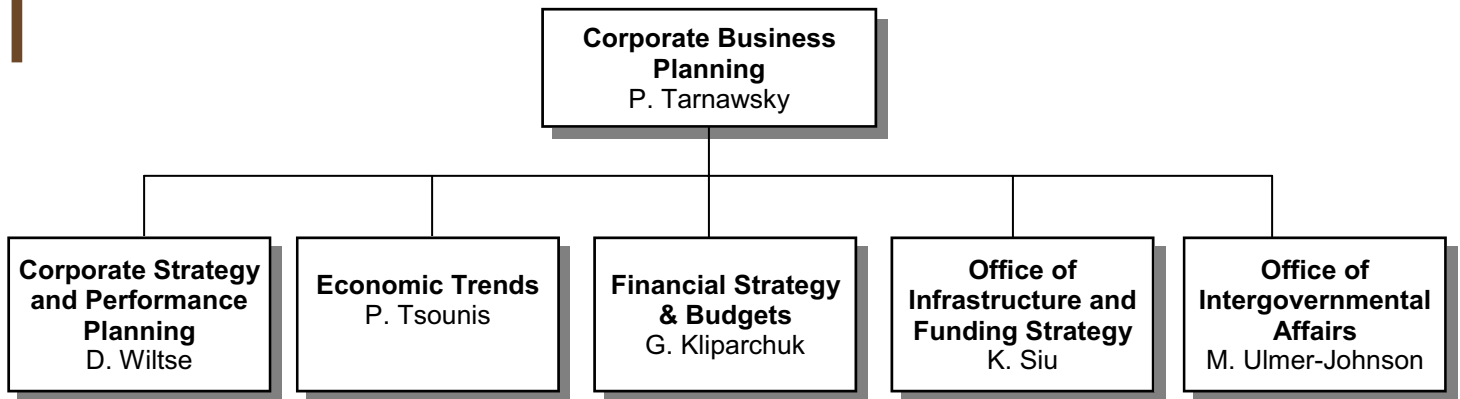 Corporate Business
Planning
P. Tarnawsky
Corporate Strategy
and Performance
Planning
D. Wiltse
Economic Trends
P. Tsounis
Financial Strategy
& Budgets
G. Kliparchuk
Office of
Infrastructure and
Funding Strategy
K. Siu
Office of
Intergovernmental
Affairs
M. Ulmer-Johnson